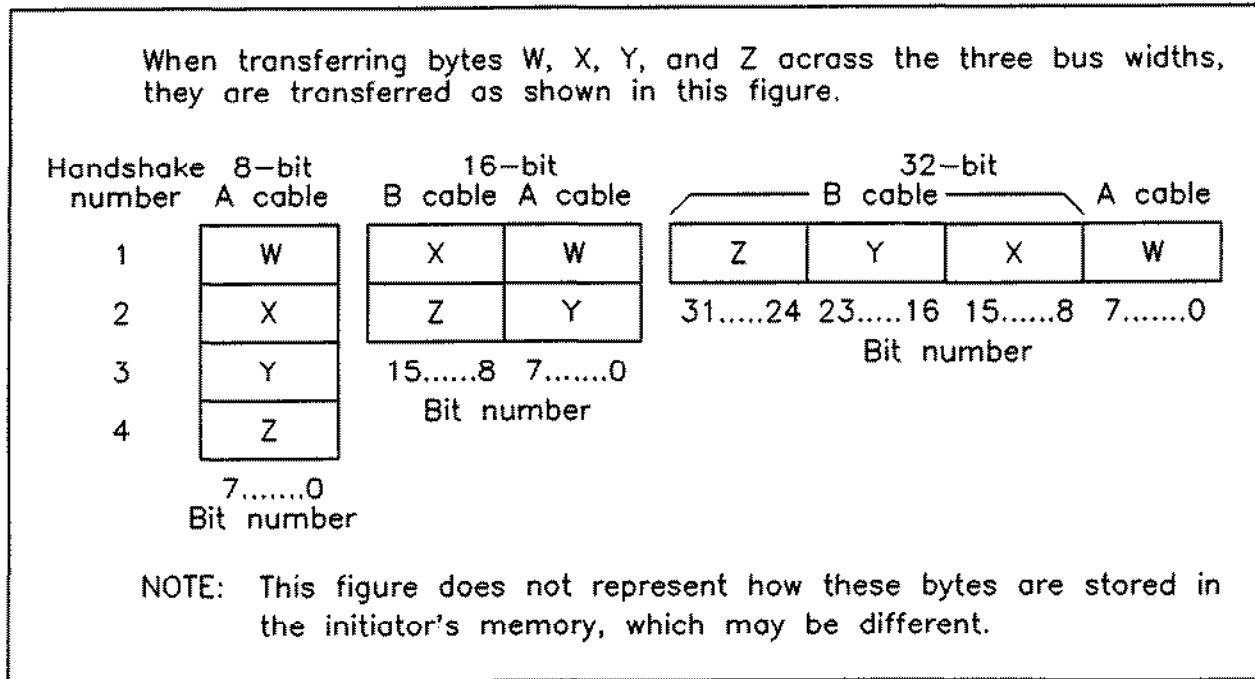 When transferring bytes W, X, Y, and Z across the three bus widths,
they are transferred as shown in this figure.
Handshake 8-bit 16-bit 32-bit
number A cable B cable A cable B cable A cable
1 W X W Z Y X W
2 X Z Y 31.....24 23.....16 15......8 7.......0
3 Y 15......8 7.......0 Bit number
4 Z Bit number
7.......0
Bit number
NOTE: This figure does not represent how these bytes are stored in
the initiator's memory, which may be different.